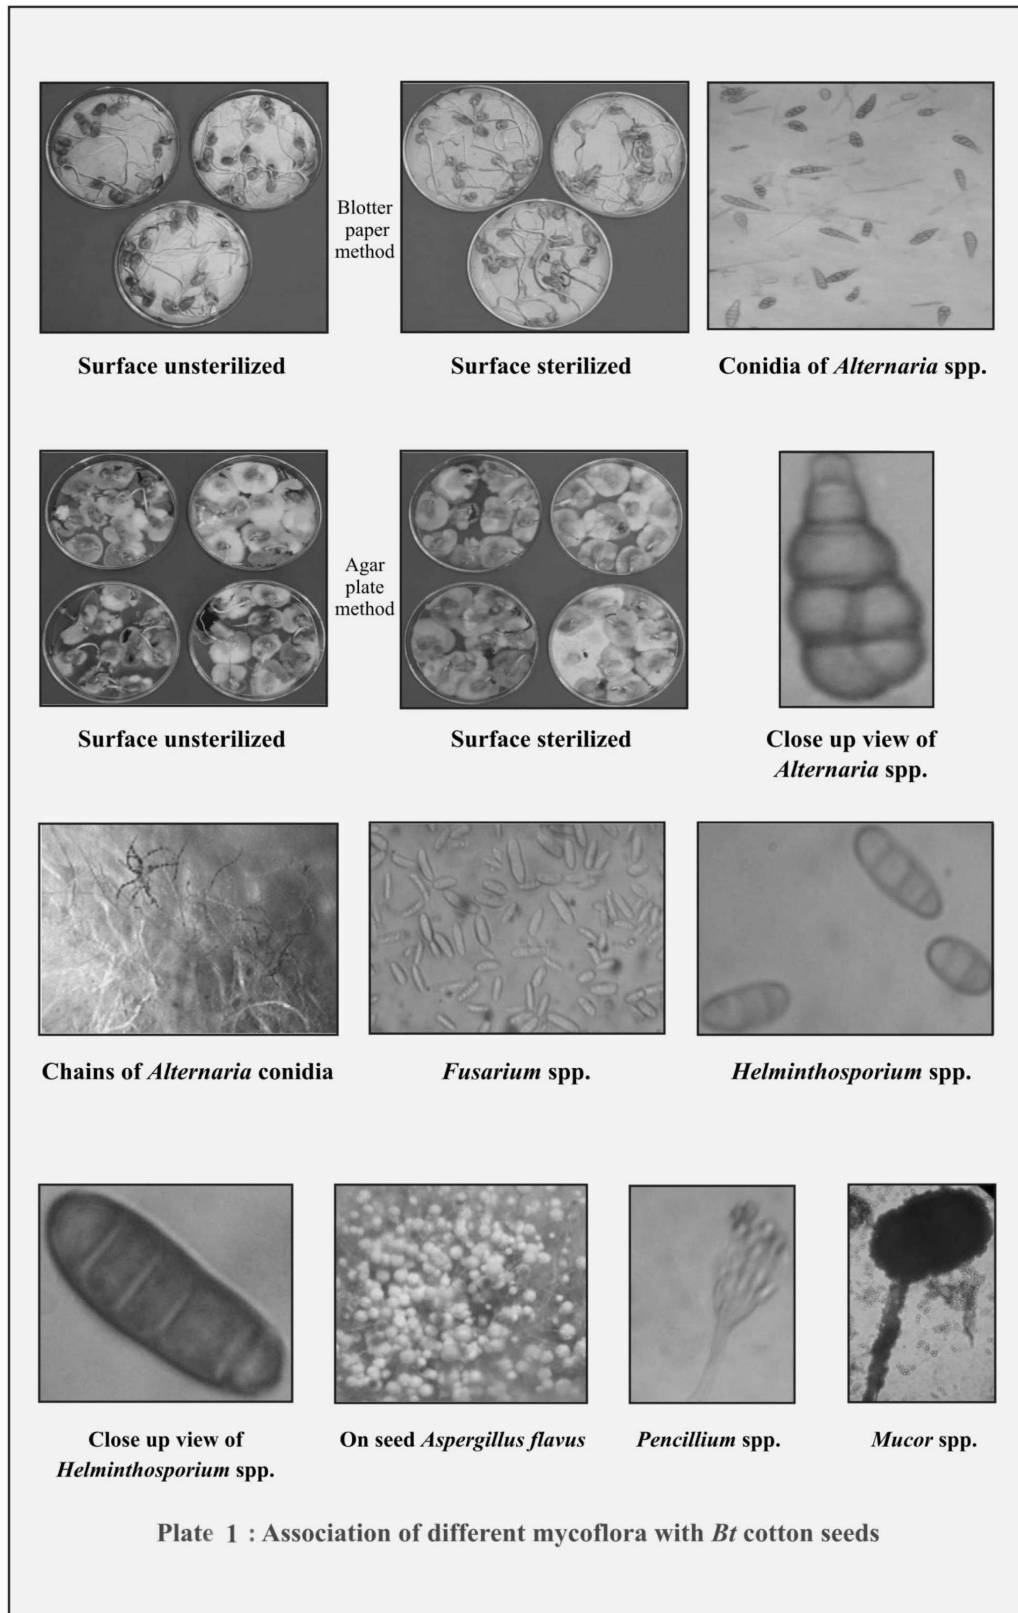 Blotter
paper
method
Surface unsterilized
Surface sterilized
Conidia of Alternaria spp.
Agar
plate
method
Surface unsterilized
Surface sterilized
Close up view of
Alternaria spp.
Chains of Alternaria conidia
Fusarium spp.
Helminthosporium spp.
Close up view of
Helminthosporium spp.
On seed Aspergillus flavus
Pencillium spp.
Mucor spp.
Plate 1 : Association of different mycoflora with Bt cotton seeds